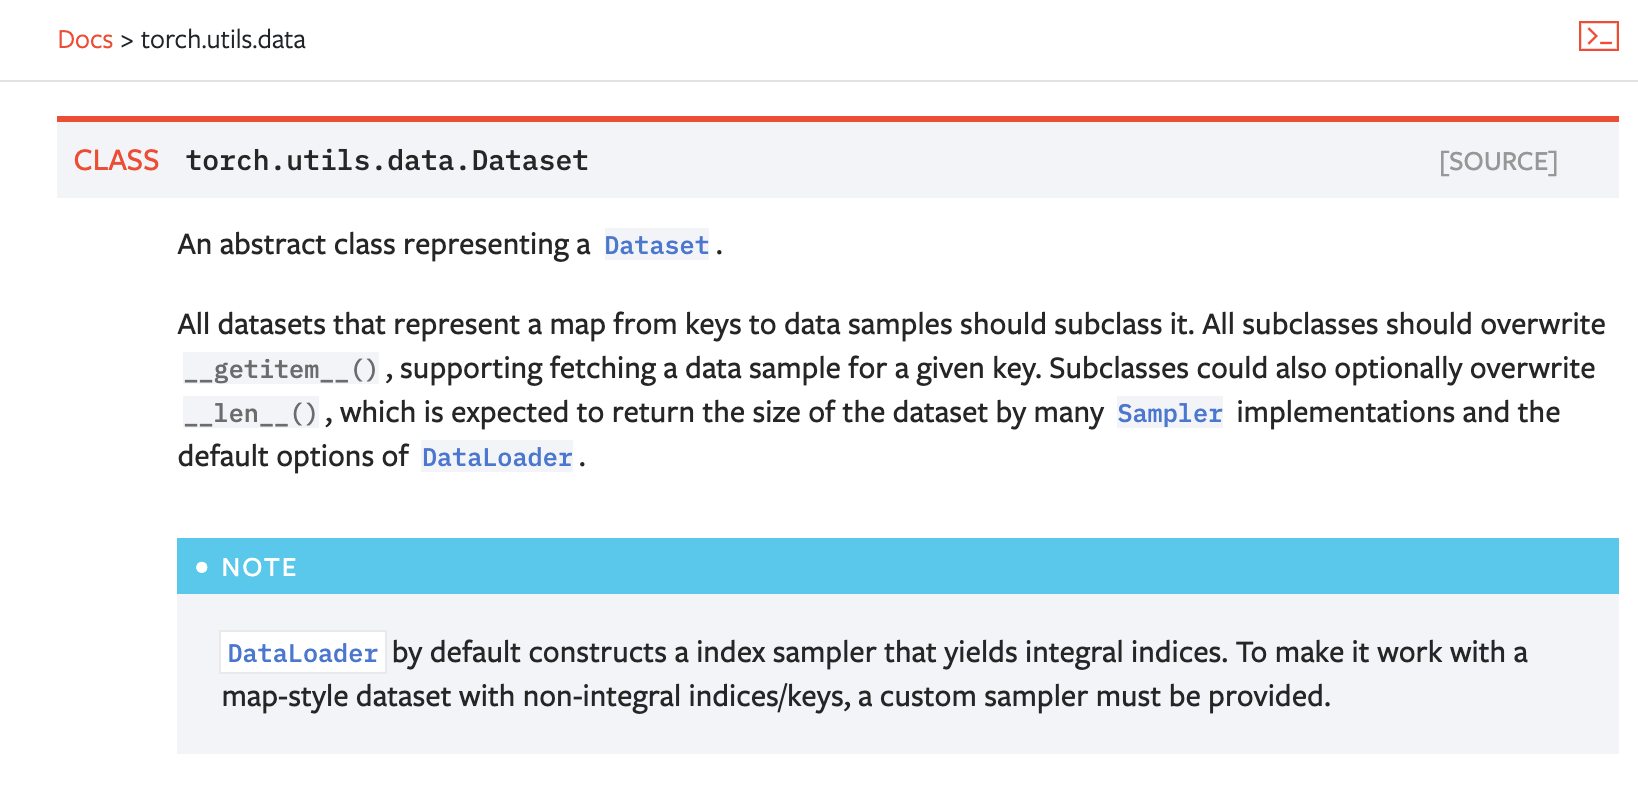 Docs > torch.utils.data
CLASS torch.utils.data.Dataset [SOURCE]
An abstract class representing a Dataset.
All datasets that represent a map from keys to data samples should subclass it. All subclasses should overwrite
__getitem__(), supporting fetching a data sample for a given key. Subclasses could also optionally overwrite
__len__(), which is expected to return the size of the dataset by many Sampler implementations and the
default options of DataLoader.
NOTE
DataLoader by default constructs a index sampler that yields integral indices. To make it work with a
map-style dataset with non-integral indices/keys, a custom sampler must be provided.